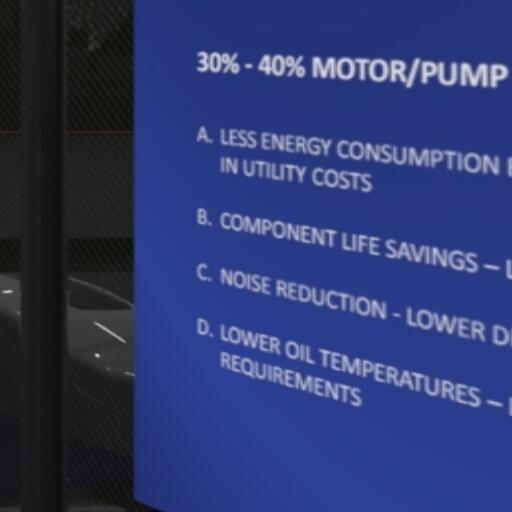 30% - 40% MOTOR/PUMP
A. LESS ENERGY CONSUMPTION
IN UTILITY COSTS
B. COMPONENT LIFE SAVINGS –
C. NOISE REDUCTION - LOWER
D. LOWER OIL TEMPERATURES –
REQUIREMENTS